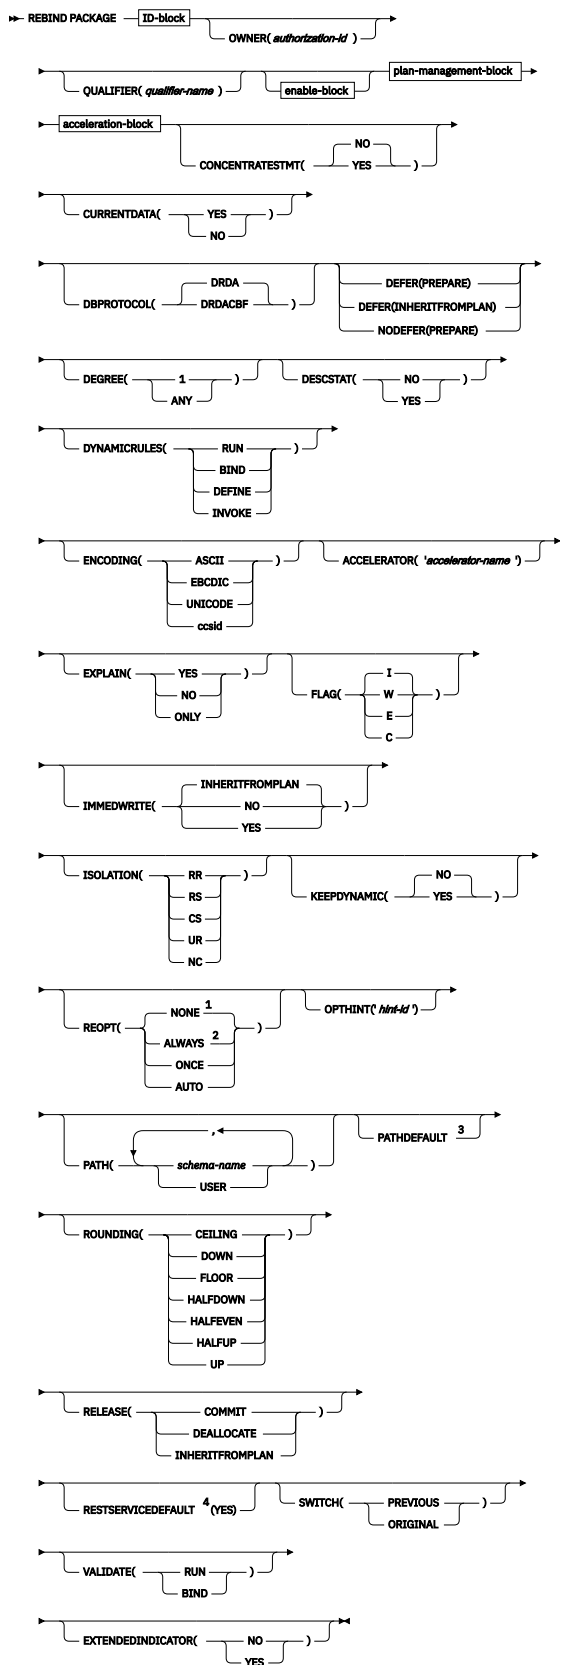 REBIND PACKAGE ID-block
OWNER( authorization-id )
plan-management-block
QUALIFIER( qualifier-name ) enable-block
acceleration-block
NO
CONCENTRATESTMT( YES )
CURRENTDATA( YES )
NO
DRDA DEFER(PREPARE)
DBPROTOCOL( DRDACBF ) DEFER(INHERITFROMPLAN)
NODEFER(PREPARE)
DEGREE( 1 ) DESCSTAT( NO )
ANY YES
DYNAMICRULES( RUN )
BIND
DEFINE
INVOKE
ENCODING( ASCII ) ACCELERATOR( 'accelerator-name ')
EBCDIC
UNICODE
ccsid
EXPLAIN( YES ) I
NO FLAG( W )
ONLY E
C
INHERITFROMPLAN
IMMEDWRITE( NO )
YES
ISOLATION( RR ) NO
RS KEEPDYNAMIC( YES )
CS
UR
NC
NONE 1 OPTHINT(' hint-id ')
REOPT( ALWAYS 2 )
ONCE
AUTO
, PATHDEFAULT 3
PATH( schema-name )
USER
ROUNDING( CEILING )
DOWN
FLOOR
HALFDOWN
HALFEVEN
HALFUP
UP
RELEASE( COMMIT )
DEALLOCATE
INHERITFROMPLAN
RESTSERVICEDEFAULT 4 (YES) SWITCH( PREVIOUS )
ORIGINAL
VALIDATE( RUN )
BIND
EXTENDEDINDICATOR( NO )
YES